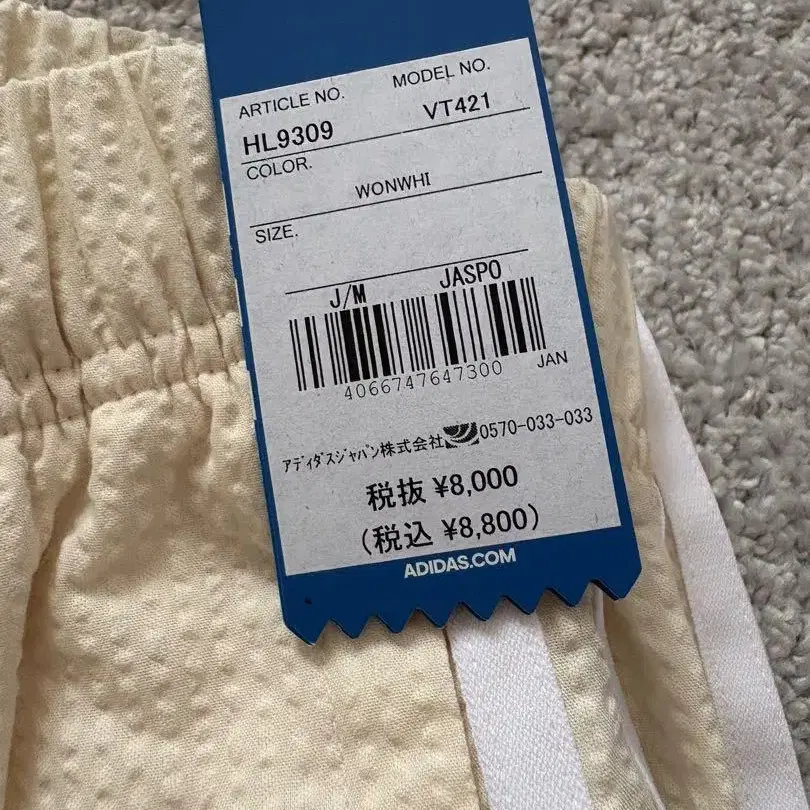 ARTICLE NO.
MODEL NO.
HL9309
VT421
COLOR.
WONWHI
SIZE.
J/M
JASPO
4066747647300
JAN
ｱﾃﾞｨﾀﾞｽｼﾞｬﾊﾟﾝ株式会社 0570-033-033
税抜 ¥8,000
(税込 ¥8,800)
ADIDAS.COM